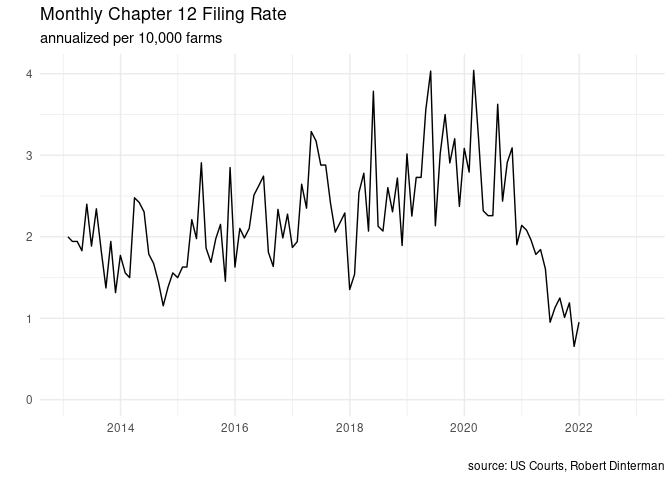 Monthly Chapter 12 Filing Rate
annualized per 10,000 farms
4
3
2
1
0
2014 2016 2018 2020 2022
source: US Courts, Robert Dinterman